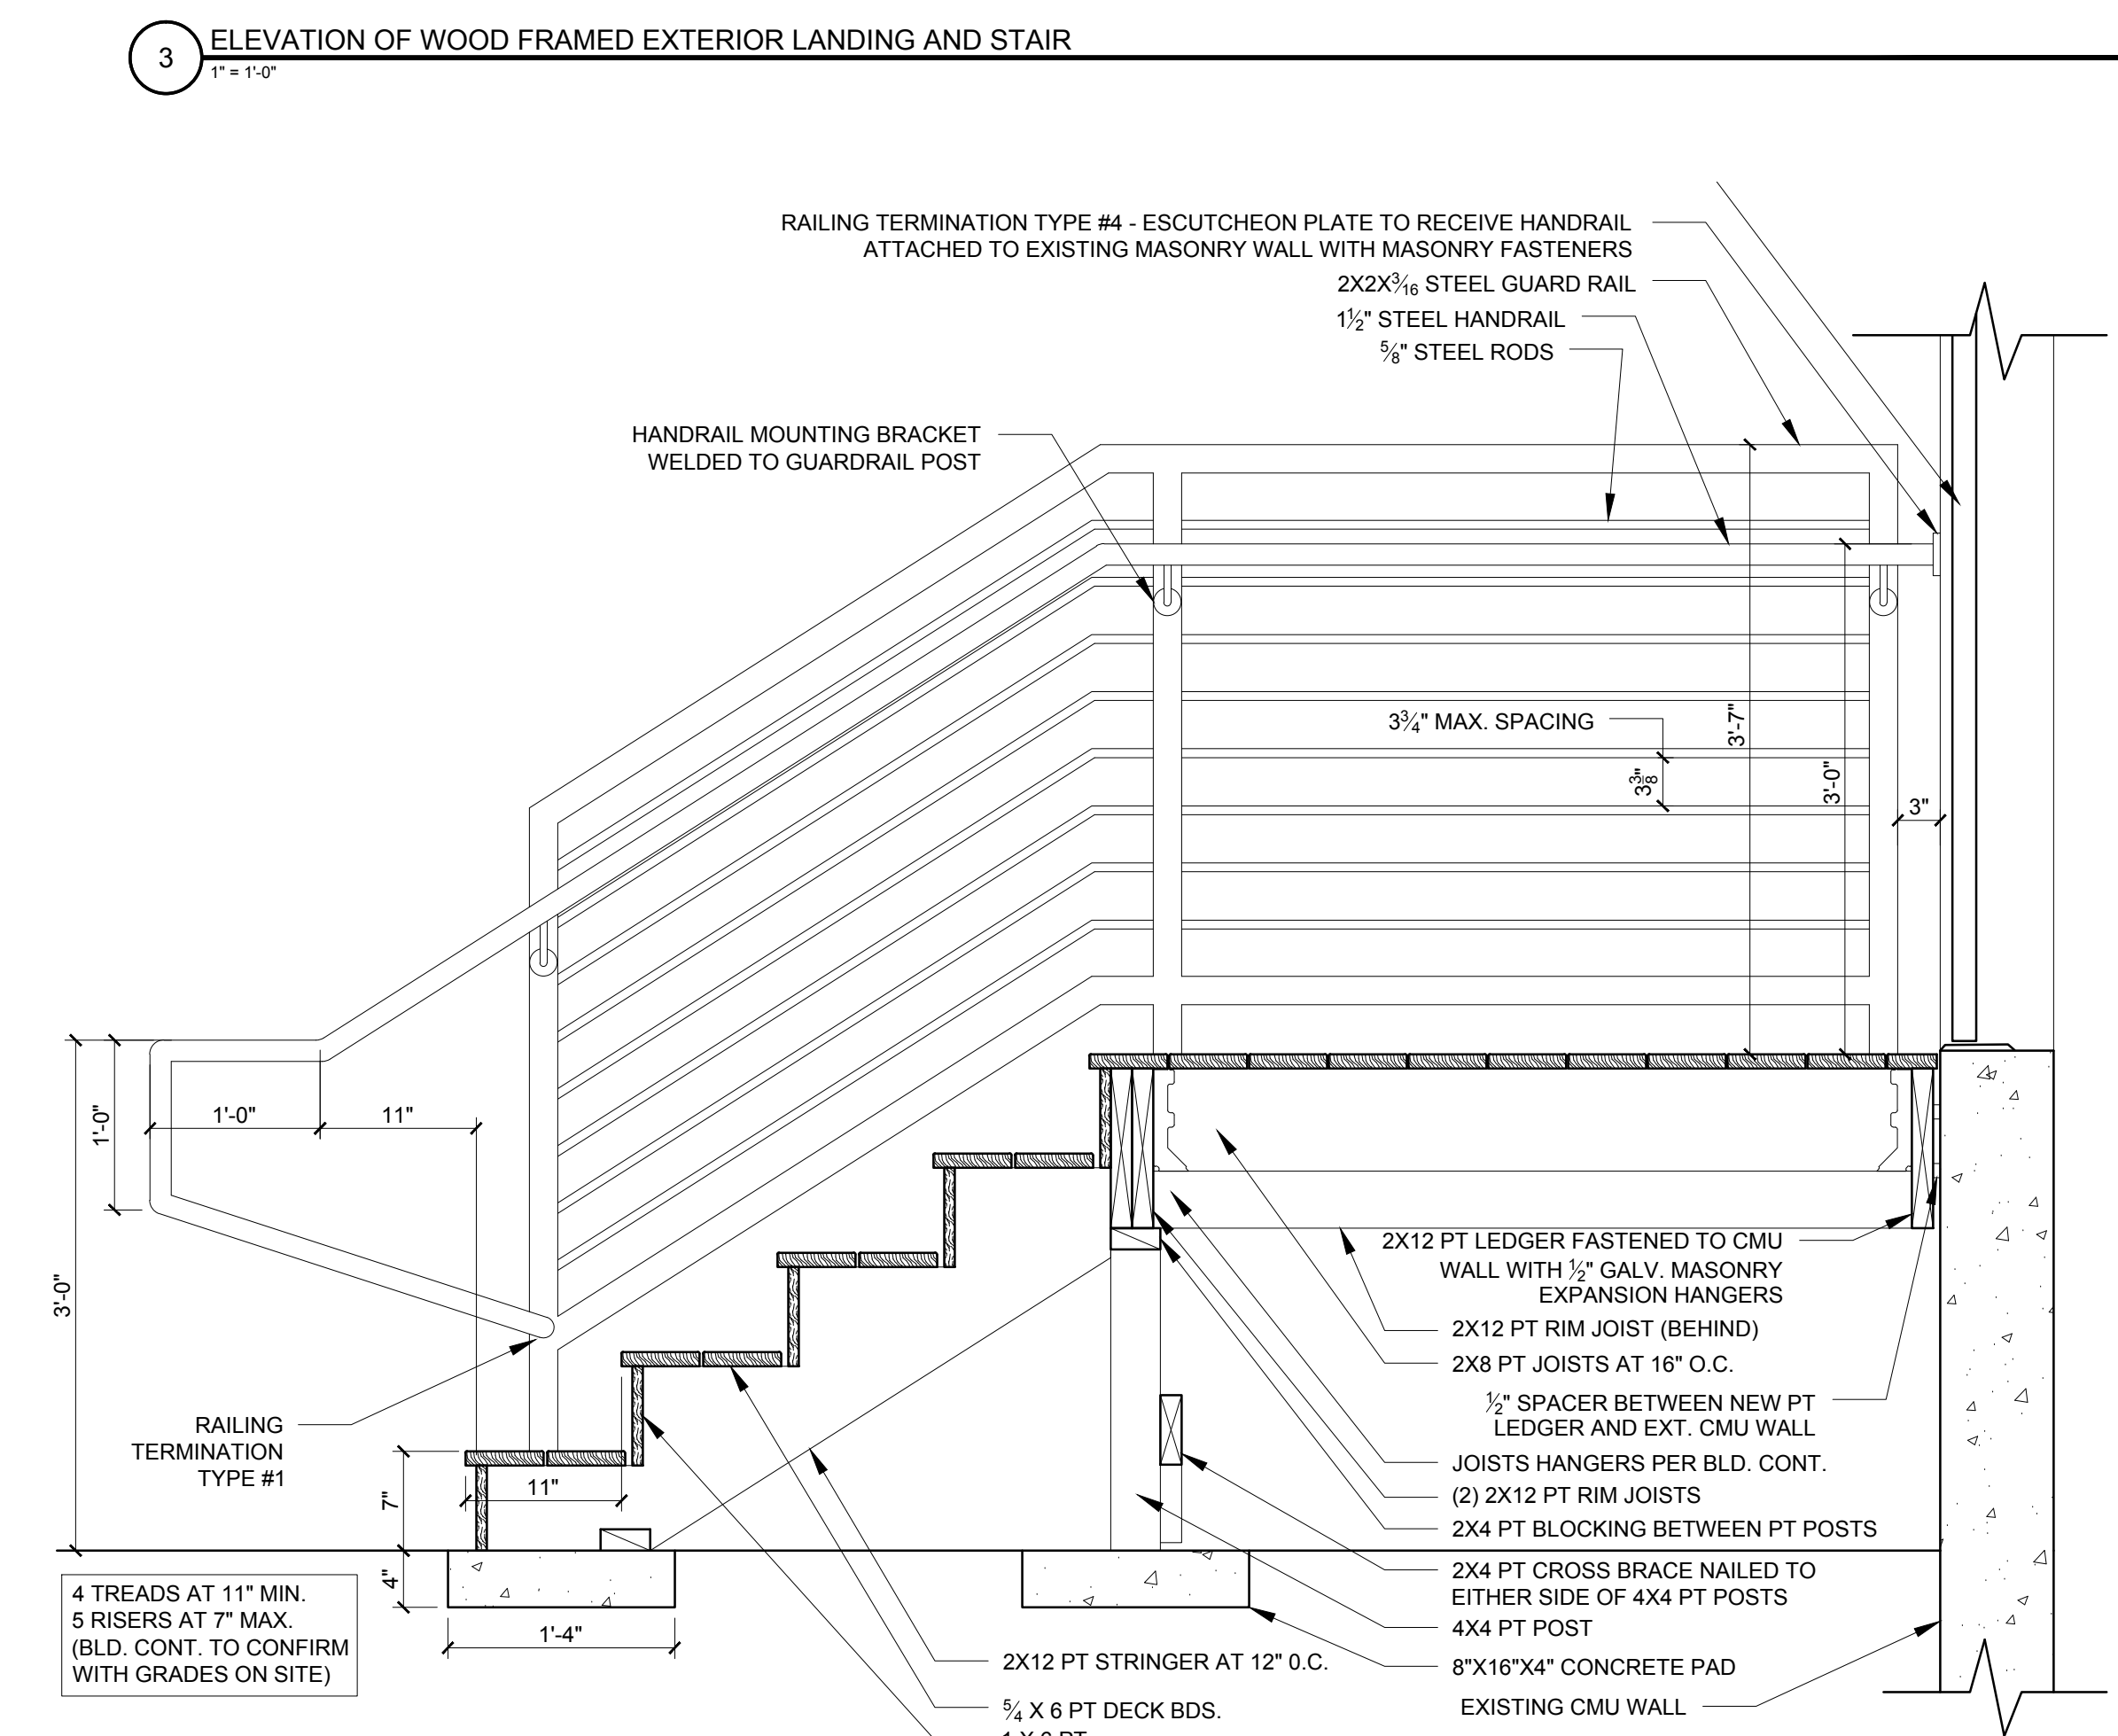 3
ELEVATION OF WOOD FRAMED EXTERIOR LANDING AND STAIR
1" = 1'-0"
RAILING TERMINATION TYPE #4 - ESCUTCHEON PLATE TO RECEIVE HANDRAIL
ATTACHED TO EXISTING MASONRY WALL WITH MASONRY FASTENERS
2X2X3⁄16 STEEL GUARD RAIL
1½" STEEL HANDRAIL
⅝" STEEL RODS
HANDRAIL MOUNTING BRACKET
WELDED TO GUARDRAIL POST
3¾" MAX. SPACING
3'-7"
3⅜"
3'-0"
3"
1'-0"
1'-0"
11"
3'-0"
RAILING
TERMINATION
TYPE #1
7"
11"
4"
1'-4"
4 TREADS AT 11" MIN.
5 RISERS AT 7" MAX.
(BLD. CONT. TO CONFIRM
WITH GRADES ON SITE)
2X12 PT LEDGER FASTENED TO CMU
WALL WITH ½" GALV. MASONRY
EXPANSION HANGERS
2X12 PT RIM JOIST (BEHIND)
2X8 PT JOISTS AT 16" O.C.
½" SPACER BETWEEN NEW PT
LEDGER AND EXT. CMU WALL
JOISTS HANGERS PER BLD. CONT.
(2) 2X12 PT RIM JOISTS
2X4 PT BLOCKING BETWEEN PT POSTS
2X4 PT CROSS BRACE NAILED TO
EITHER SIDE OF 4X4 PT POSTS
4X4 PT POST
8"X16"X4" CONCRETE PAD
EXISTING CMU WALL
2X12 PT STRINGER AT 12" 0.C.
5⁄4 X 6 PT DECK BDS.